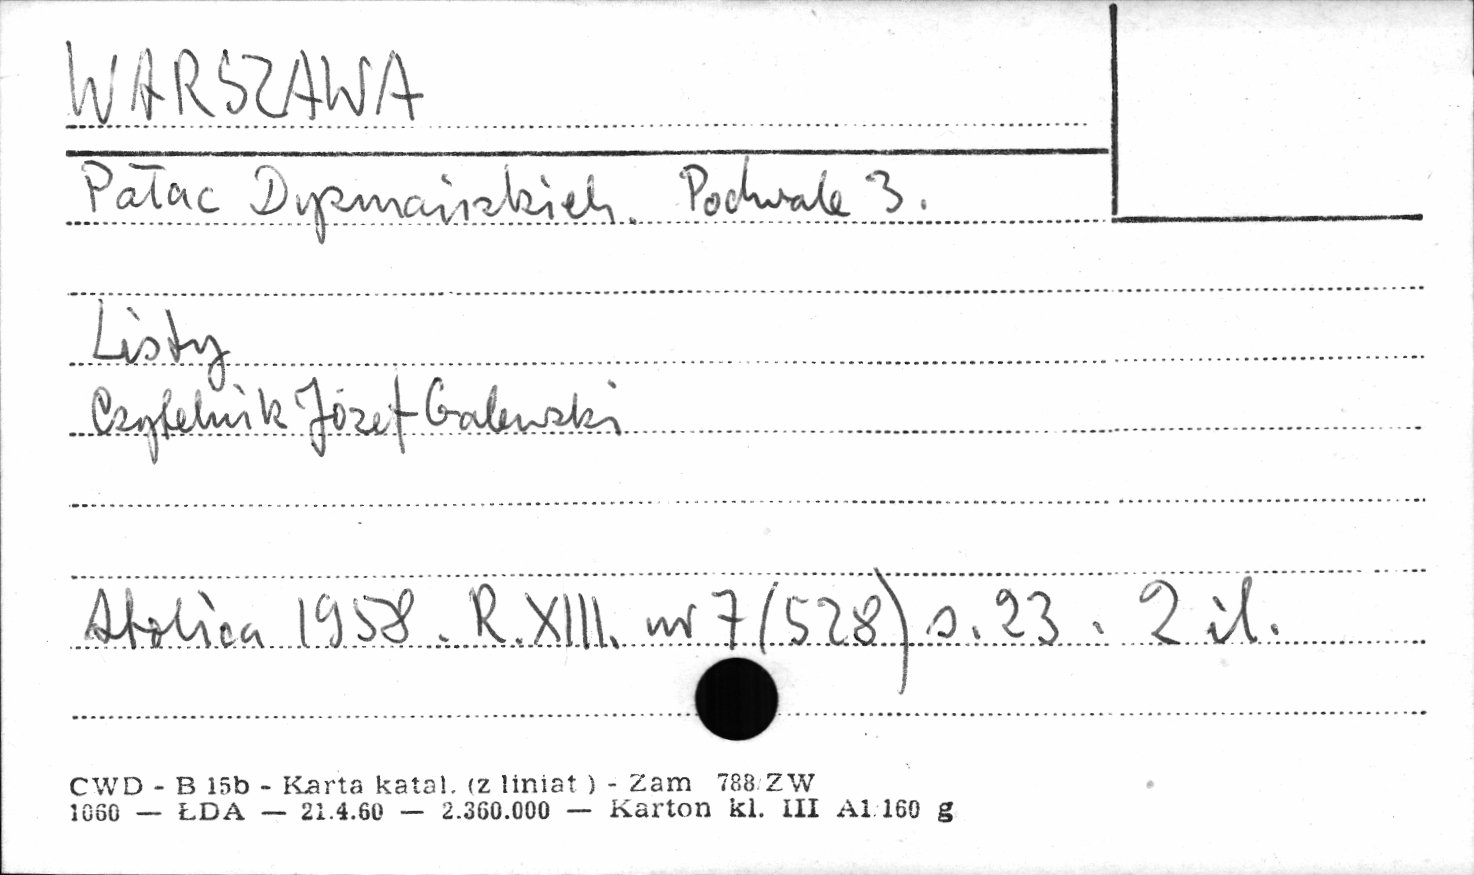 WARSZAWA
Pałac Dyzmańskich. Podwale 3.
Listy
Czytelnik Józef Galewski
Stolica 1958. R. XIII. nr 7 (528) s. 23. 2 il.
CWD - B 15b - Karta katal. (z liniat ) - Zam 788/ZW
1060 — ŁDA — 21.4.60 — 2.360.000 — Karton kl. III A1/160 g